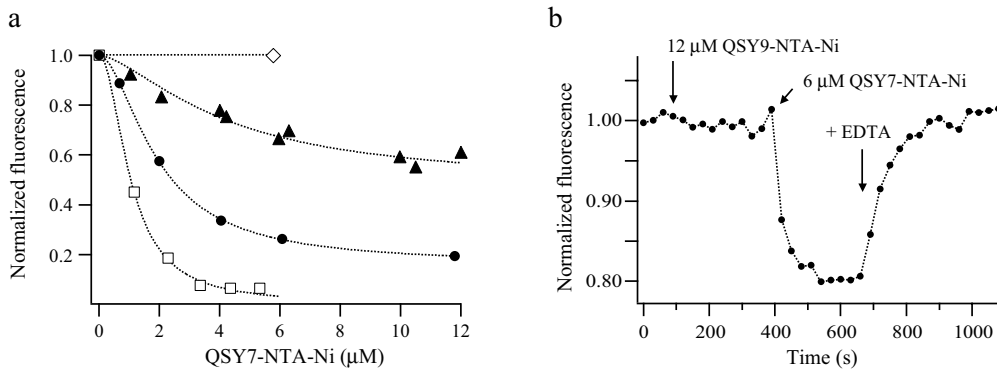 a
Normalized fluorescence
1.0
0.8
0.6
0.4
0.2
0 2 4 6 8 10 12
QSY7-NTA-Ni (μM)
b
Normalized fluorescence
12 μM QSY9-NTA-Ni
6 μM QSY7-NTA-Ni
+ EDTA
1.00
0.90
0.80
0 200 400 600 800 1000
Time (s)